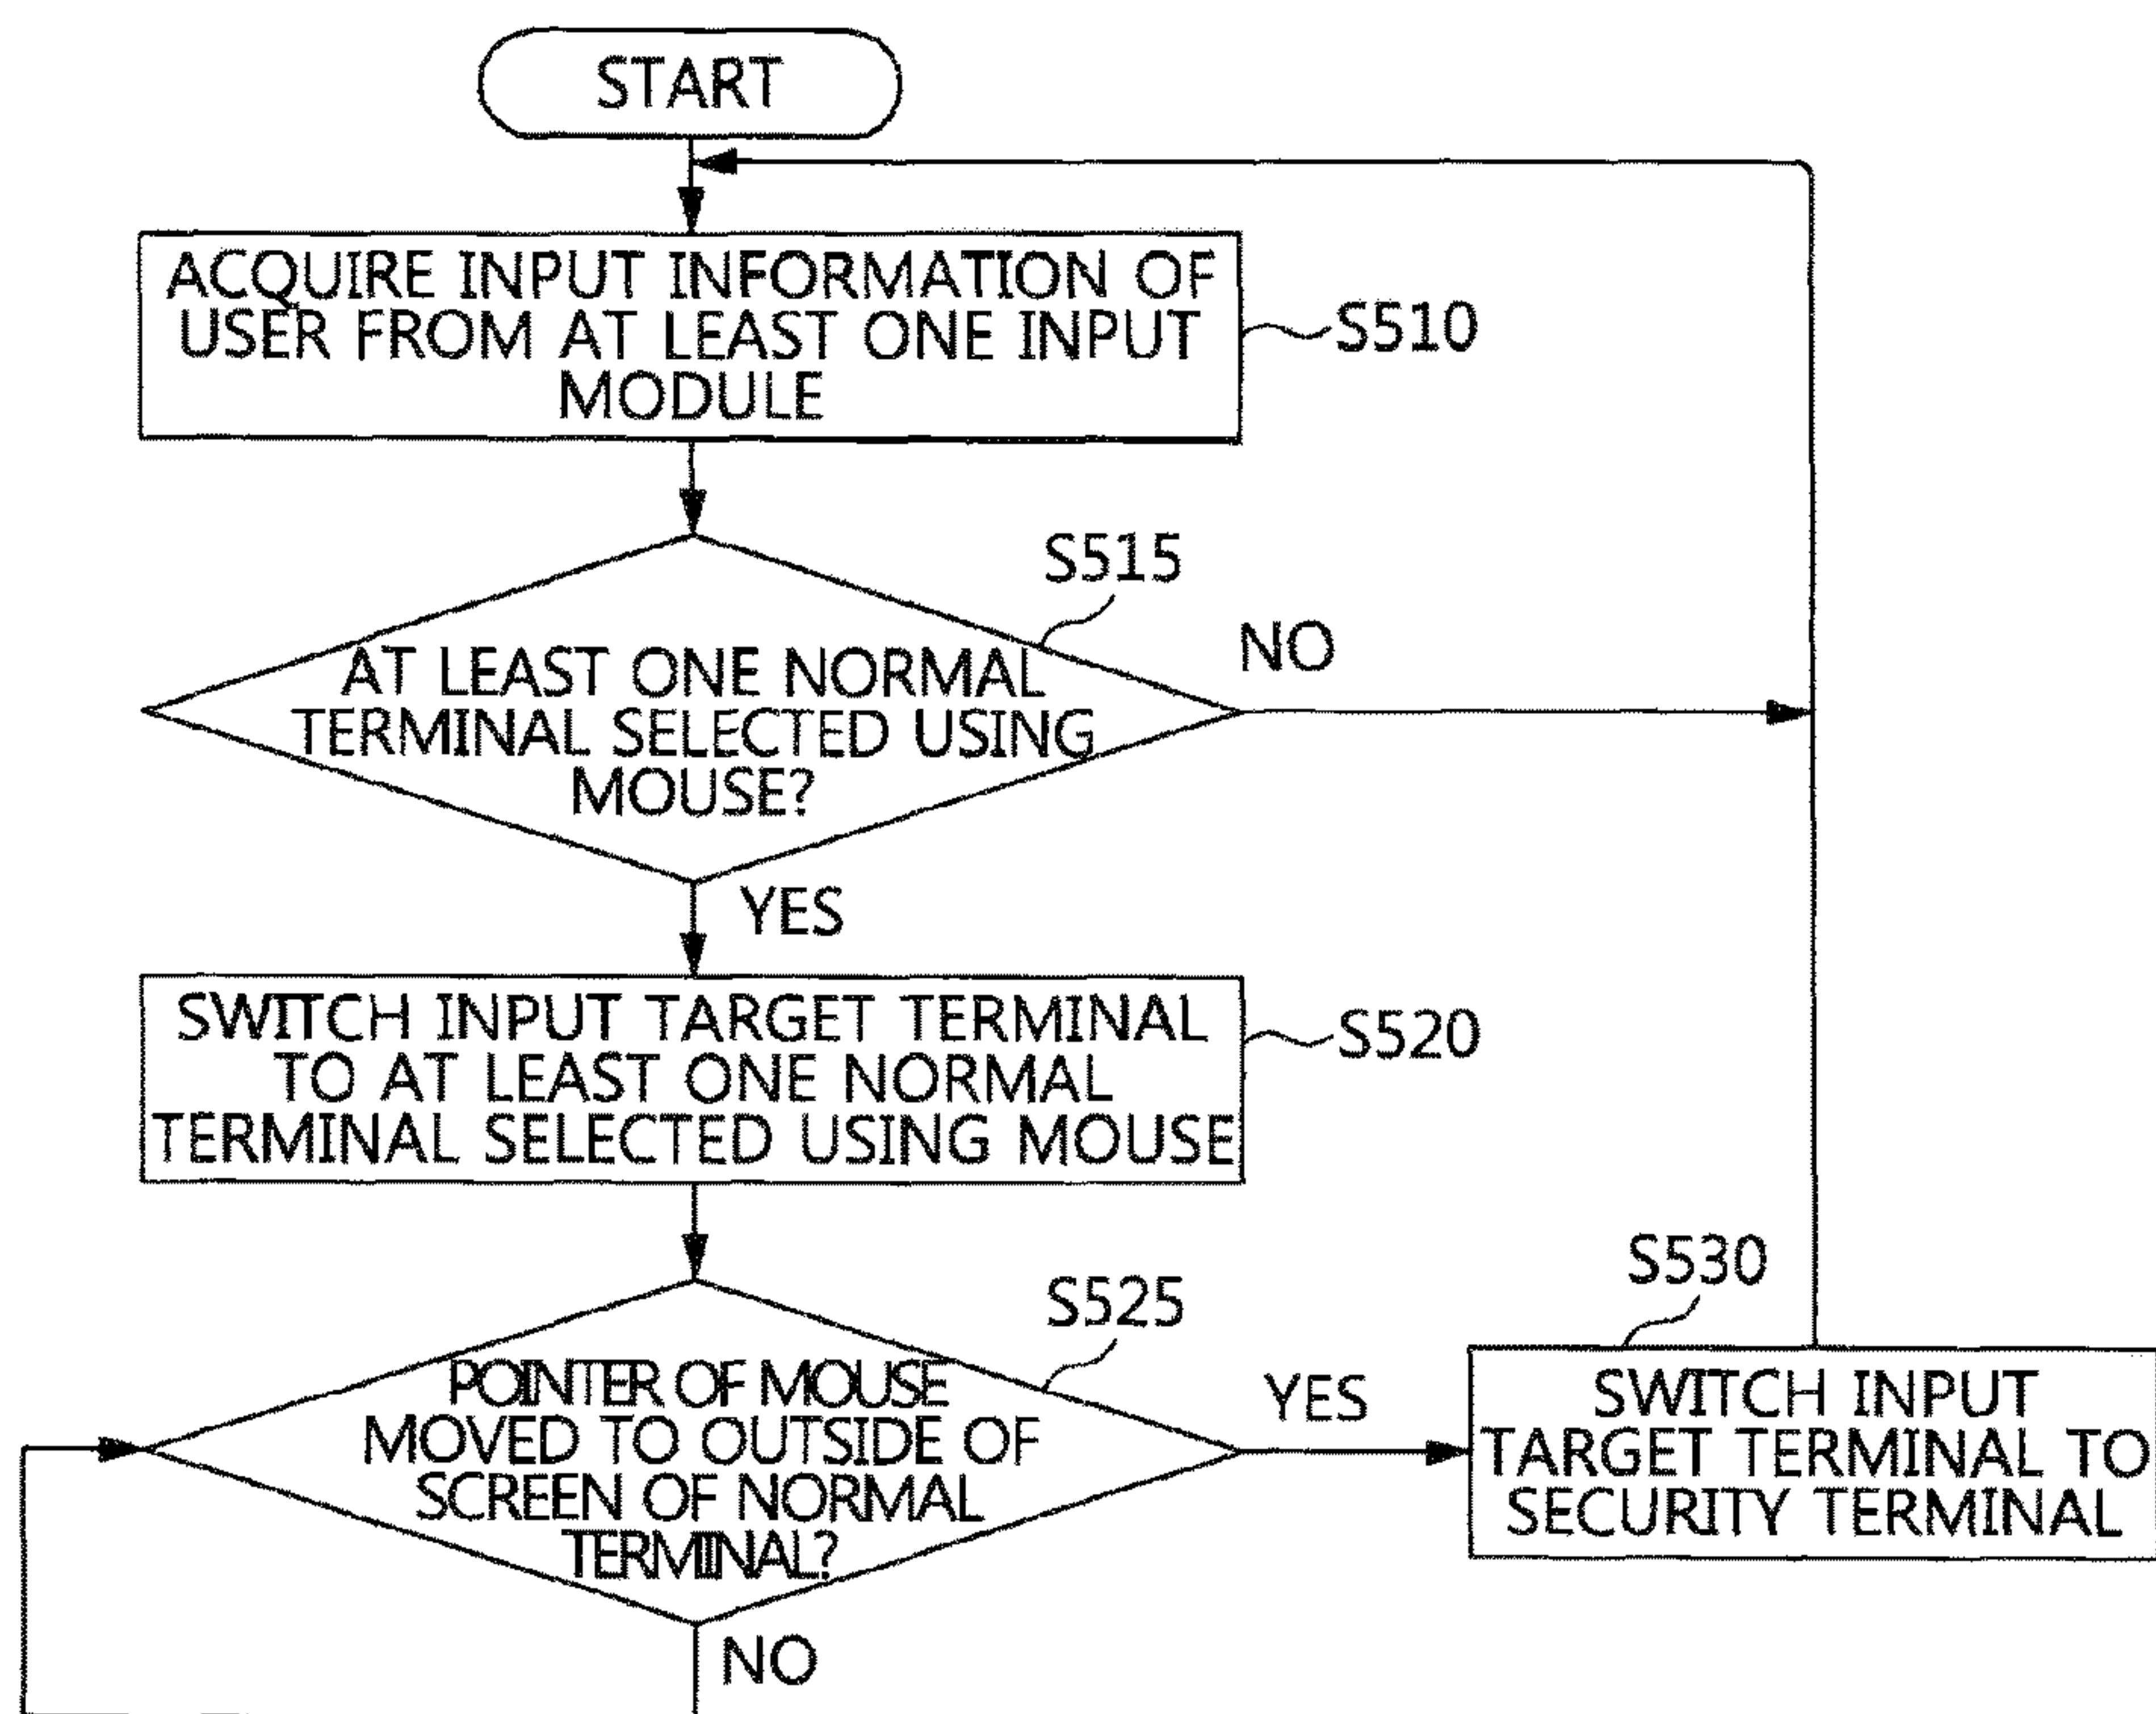 START
ACQUIRE INPUT INFORMATION OF
USER FROM AT LEAST ONE INPUT
MODULE
S510
S515
AT LEAST ONE NORMAL
TERMINAL SELECTED USING
MOUSE?
NO
YES
SWITCH INPUT TARGET TERMINAL
TO AT LEAST ONE NORMAL
TERMINAL SELECTED USING MOUSE
S520
S525
POINTER OF MOUSE
MOVED TO OUTSIDE OF
SCREEN OF NORMAL
TERMINAL?
YES
NO
S530
SWITCH INPUT
TARGET TERMINAL TO
SECURITY TERMINAL